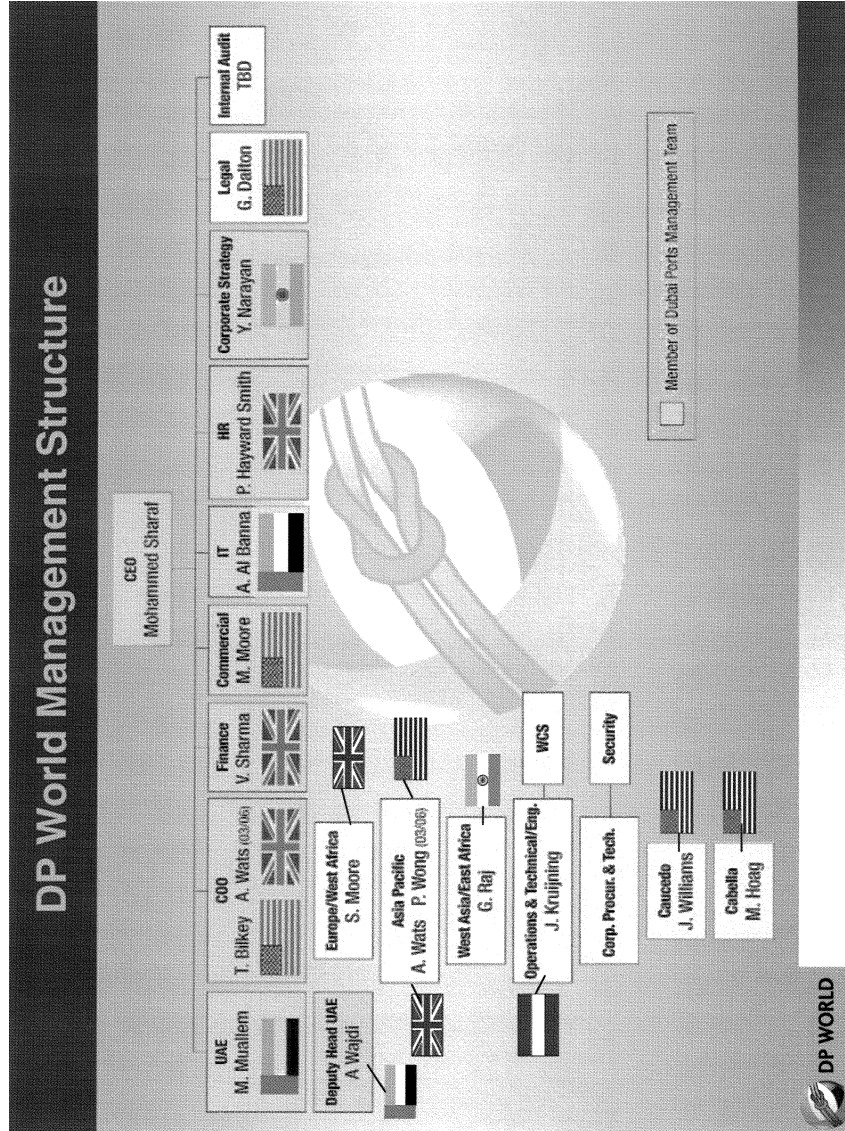 DP World Management Structure
CEO
Mohammed Sharaf
UAE
M. Muallem
COO
T. Bilkey A. Wats (03/06)
Finance
V. Sharma
Commercial
M. Moore
IT
A. Al Banna
HR
P. Hayward Smith
Corporate Strategy
Y. Narayan
Legal
G. Dalton
Internal Audit
TBD
Deputy Head UAE
A Wajdi
Europe/West Africa
S. Moore
Asia Pacific
A. Wats P. Wong (03/06)
West Asia/East Africa
G. Raj
Operations & Technical/Eng.
J. Kruijning
WCS
Corp. Procur. & Tech.
Security
Caucedo
J. Williams
Cabella
M. Hoag
Member of Dubai Ports Management Team
DP WORLD